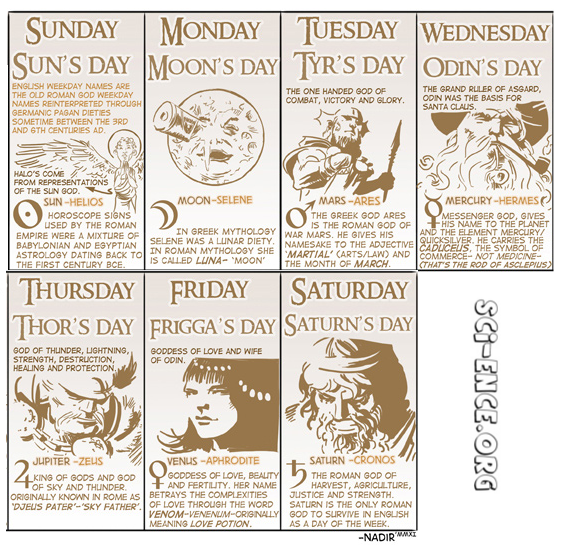 SUNDAY
SUN'S DAY
ENGLISH WEEKDAY NAMES ARE
THE OLD ROMAN GOD WEEKDAY
NAMES REINTERPRETED THROUGH
GERMANIC PAGAN DIETIES
SOMETIME BETWEEN THE 3RD
AND 6TH CENTURIES AD.
HALO'S COME
FROM REPRESENTATIONS
OF THE SUN GOD.
SUN-HELIOS
HOROSCOPE SIGNS
USED BY THE ROMAN
EMPIRE WERE A MIXTURE OF
BABYLONIAN AND EGYPTIAN
ASTROLOGY DATING BACK TO
THE FIRST CENTURY BCE.
MONDAY
MOON'S DAY
MOON-SELENE
IN GREEK MYTHOLOGY
SELENE WAS A LUNAR DIETY.
IN ROMAN MYTHOLOGY SHE
IS CALLED LUNA- 'MOON'
TUESDAY
TYR'S DAY
THE ONE HANDED GOD OF
COMBAT, VICTORY AND GLORY.
MARS-ARES
THE GREEK GOD ARES
IS THE ROMAN GOD OF
WAR MARS. HE GIVES HIS
NAMESAKE TO THE ADJECTIVE
'MARTIAL' (ARTS/LAW) AND
THE MONTH OF MARCH.
WEDNESDAY
ODIN'S DAY
THE GRAND RULER OF ASGARD,
ODIN WAS THE BASIS FOR
SANTA CLAUS.
MERCURY-HERMES
MESSENGER GOD, GIVES
HIS NAME TO THE PLANET
AND THE ELEMENT MERCURY/
QUICKSILVER. HE CARRIES THE
CADUCEUS, THE SYMBOL OF
COMMERCE- NOT MEDICINE-
(THAT'S THE ROD OF ASCLEPIUS)
THURSDAY
THOR'S DAY
GOD OF THUNDER, LIGHTNING,
STRENGTH, DESTRUCTION,
HEALING AND PROTECTION.
JUPITER-ZEUS
KING OF GODS AND GOD
OF SKY AND THUNDER.
ORIGINALLY KNOWN IN ROME AS
'DJEUS PATER'-'SKY FATHER'.
FRIDAY
FRIGGA'S DAY
GODDESS OF LOVE AND WIFE
OF ODIN.
VENUS-APHRODITE
GODDESS OF LOVE, BEAUTY
AND FERTILITY. HER NAME
BETRAYS THE COMPLEXITIES
OF LOVE THROUGH THE WORD
VENOM-VENENUM-ORIGINALLY
MEANING LOVE POTION.
SATURDAY
SATURN'S DAY
SATURN-CRONOS
THE ROMAN GOD OF
HARVEST, AGRICULTURE,
JUSTICE AND STRENGTH.
SATURN IS THE ONLY ROMAN
GOD TO SURVIVE IN ENGLISH
AS A DAY OF THE WEEK.
-NADIR MMXI
SCI-ENCE.ORG